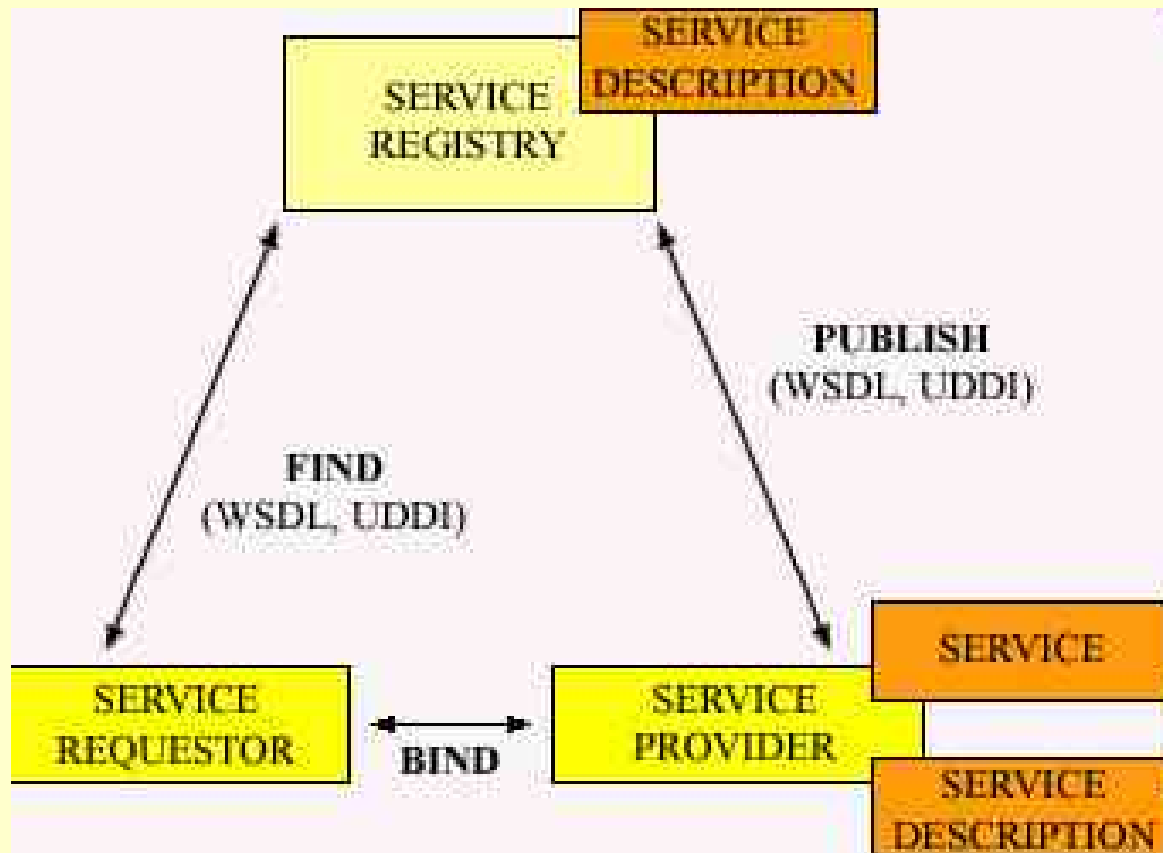 SERVICE
DESCRIPTION
SERVICE
REGISTRY
PUBLISH
(WSDL, UDDI)
FIND
(WSDL, UDDI)
SERVICE
SERVICE
REQUESTOR
BIND
SERVICE
PROVIDER
SERVICE
DESCRIPTION